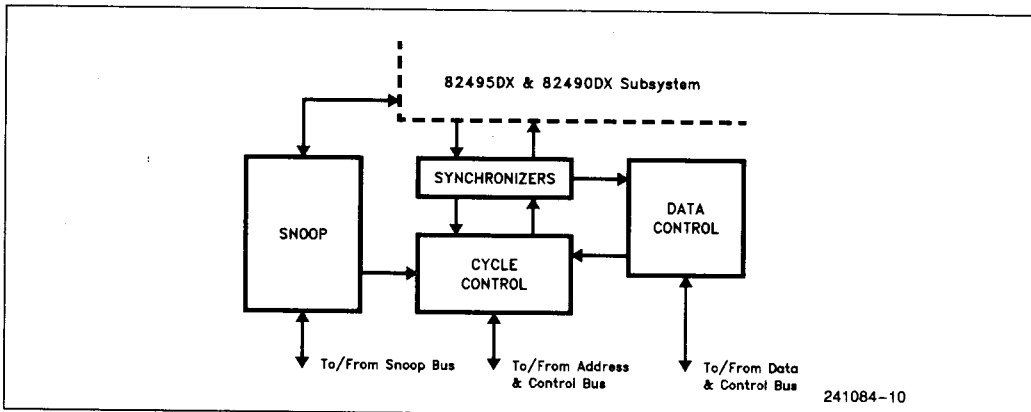 82495DX & 82490DX Subsystem
SYNCHRONIZERS
SNOOP
DATA
CONTROL
CYCLE
CONTROL
To/From Snoop Bus
To/From Address
& Control Bus
To/From Data
& Control Bus
241084-10